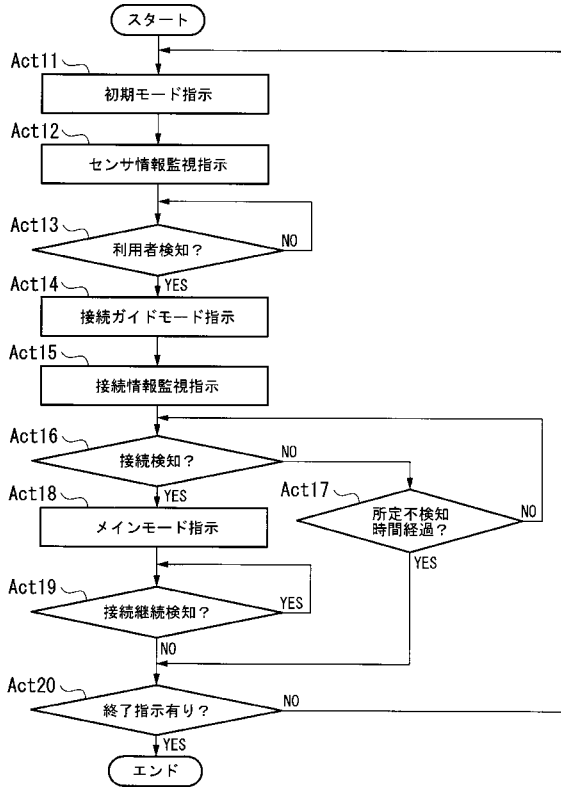 スタート
Act11
初期モード指示
Act12
センサ情報監視指示
Act13
利用者検知？
NO
YES
Act14
接続ガイドモード指示
Act15
接続情報監視指示
Act16
接続検知？
NO
YES
Act17
所定不検知
時間経過？
NO
YES
Act18
メインモード指示
Act19
接続継続検知？
YES
NO
Act20
終了指示有り？
NO
YES
エンド